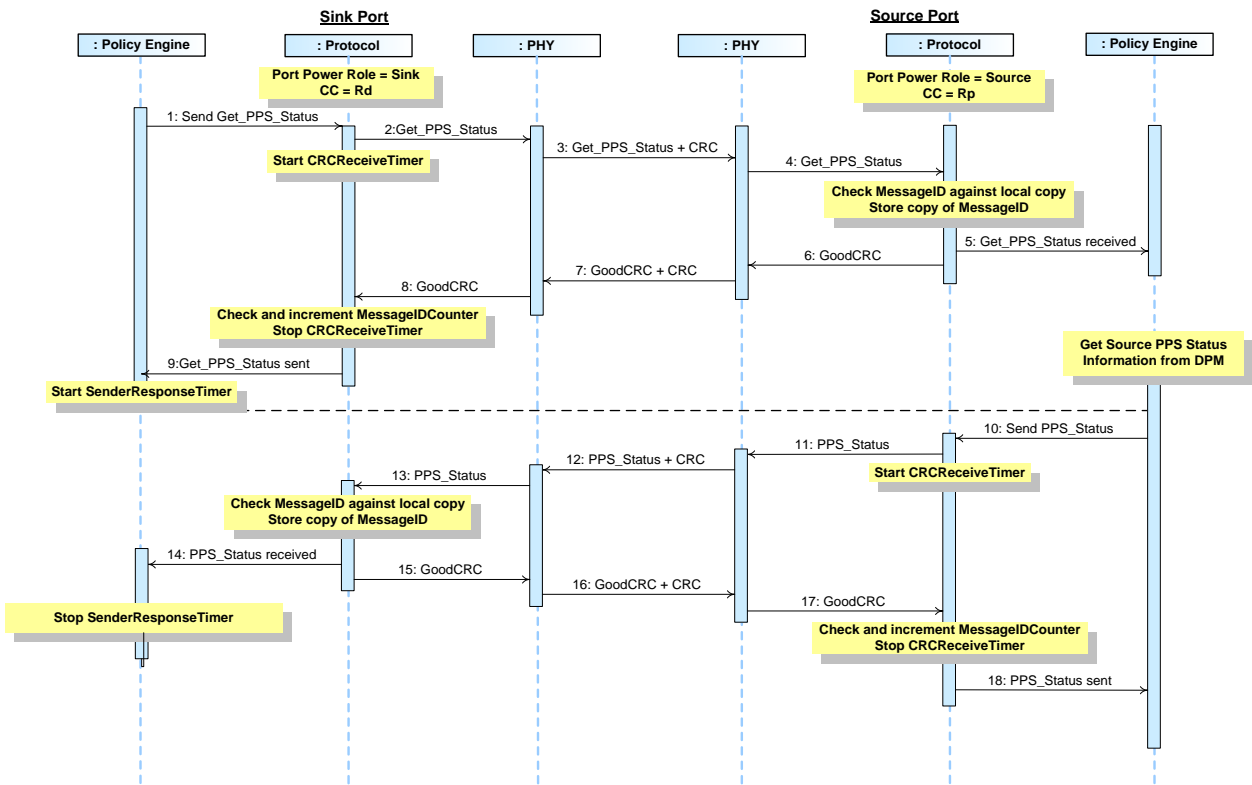 Sink Port
Source Port
: Policy Engine
: Protocol
: PHY
: PHY
: Protocol
: Policy Engine
Port Power Role = Sink
CC = Rd
Port Power Role = Source
CC = Rp
1: Send Get_PPS_Status
2:Get_PPS_Status
Start CRCReceiveTimer
3: Get_PPS_Status + CRC
4: Get_PPS_Status
Check MessageID against local copy
Store copy of MessageID
5: Get_PPS_Status received
6: GoodCRC
7: GoodCRC + CRC
8: GoodCRC
Check and increment MessageIDCounter
Stop CRCReceiveTimer
9:Get_PPS_Status sent
Start SenderResponseTimer
Get Source PPS Status
Information from DPM
10: Send PPS_Status
11: PPS_Status
Start CRCReceiveTimer
12: PPS_Status + CRC
13: PPS_Status
Check MessageID against local copy
Store copy of MessageID
14: PPS_Status received
15: GoodCRC
16: GoodCRC + CRC
17: GoodCRC
Stop SenderResponseTimer
Check and increment MessageIDCounter
Stop CRCReceiveTimer
18: PPS_Status sent